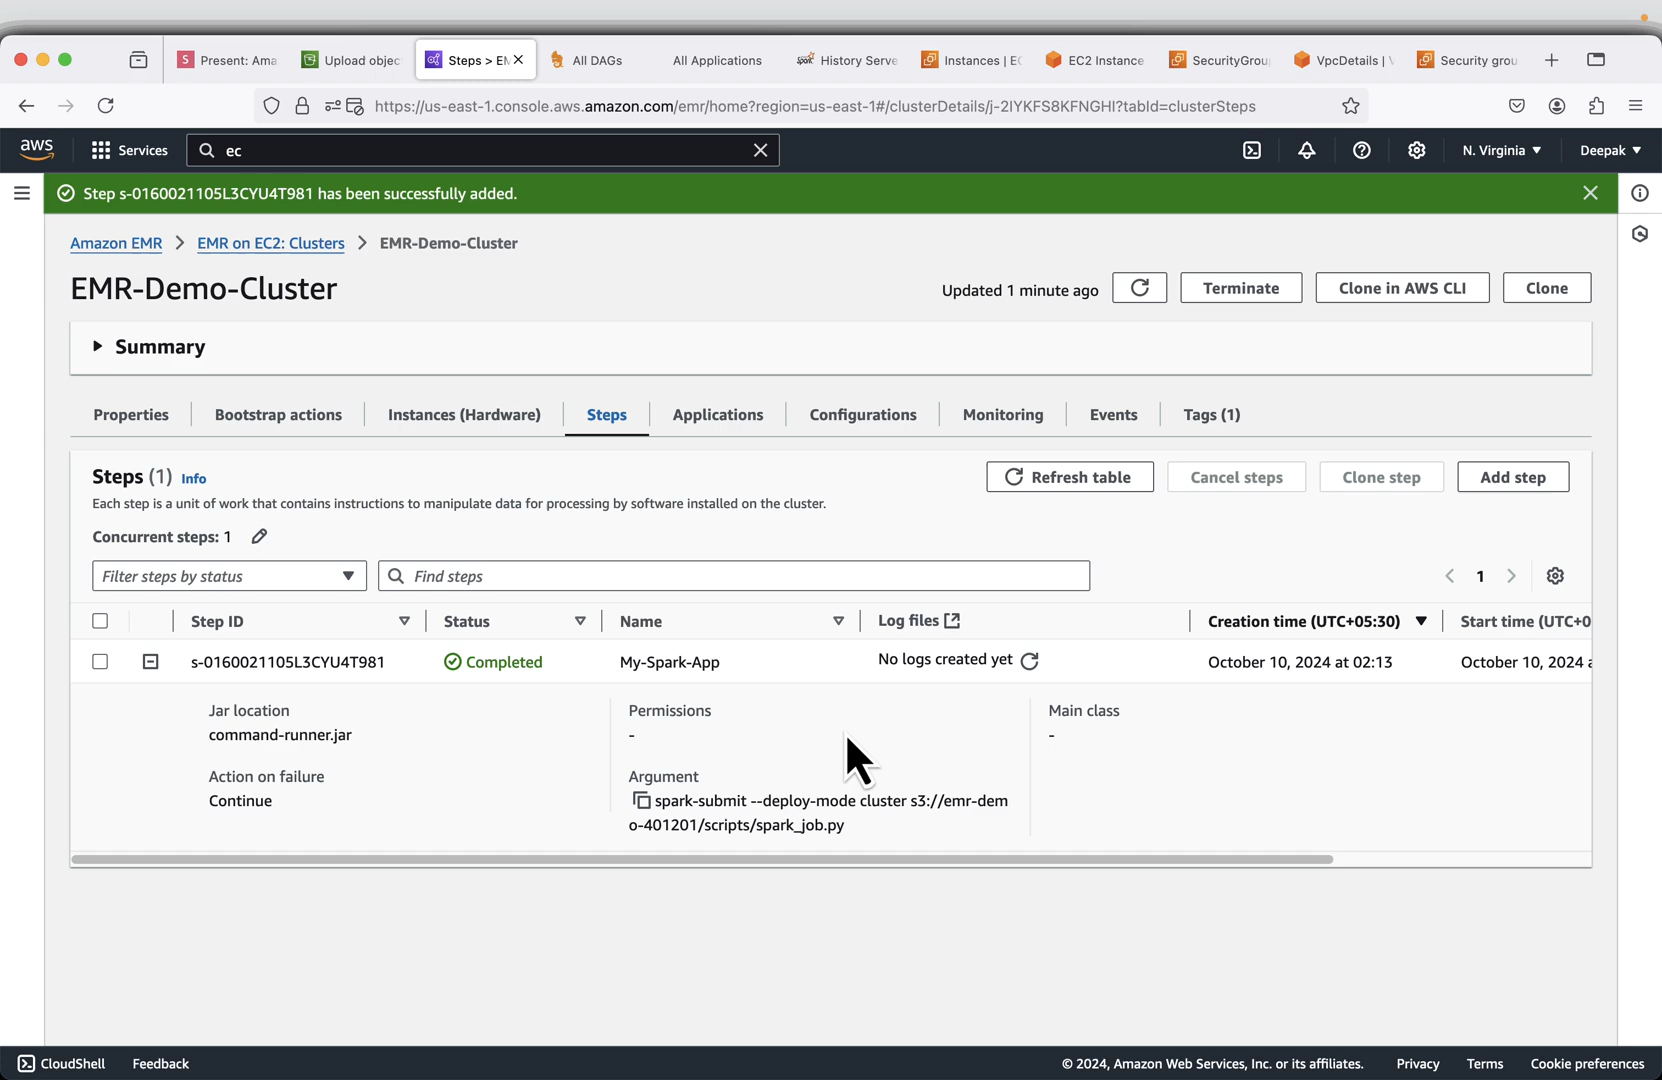 Present: Ama
Upload objec
Steps > EM
All DAGs
All Applications
History Serve
Instances | EC
EC2 Instance
SecurityGrou
VpcDetails | V
Security grou
https://us-east-1.console.aws.amazon.com/emr/home?region=us-east-1#/clusterDetails/j-2IYKFS8KFNGHI?tabId=clusterSteps
aws
Services
ec
N. Virginia
Deepak
Step s-0160021105L3CYU4T981 has been successfully added.
Amazon EMR
EMR on EC2: Clusters
EMR-Demo-Cluster
EMR-Demo-Cluster
Updated 1 minute ago
Terminate
Clone in AWS CLI
Clone
Summary
Properties
Bootstrap actions
Instances (Hardware)
Steps
Applications
Configurations
Monitoring
Events
Tags (1)
Steps (1) Info
Refresh table
Cancel steps
Clone step
Add step
Each step is a unit of work that contains instructions to manipulate data for processing by software installed on the cluster.
Concurrent steps: 1
Filter steps by status
Find steps
1
Step ID
Status
Name
Log files
Creation time (UTC+05:30)
Start time (UTC+0
s-0160021105L3CYU4T981
Completed
My-Spark-App
No logs created yet
October 10, 2024 at 02:13
October 10, 2024 a
Jar location
command-runner.jar
Permissions
-
Main class
-
Action on failure
Continue
Argument
spark-submit --deploy-mode cluster s3://emr-dem
o-401201/scripts/spark_job.py
CloudShell
Feedback
© 2024, Amazon Web Services, Inc. or its affiliates.
Privacy
Terms
Cookie preferences